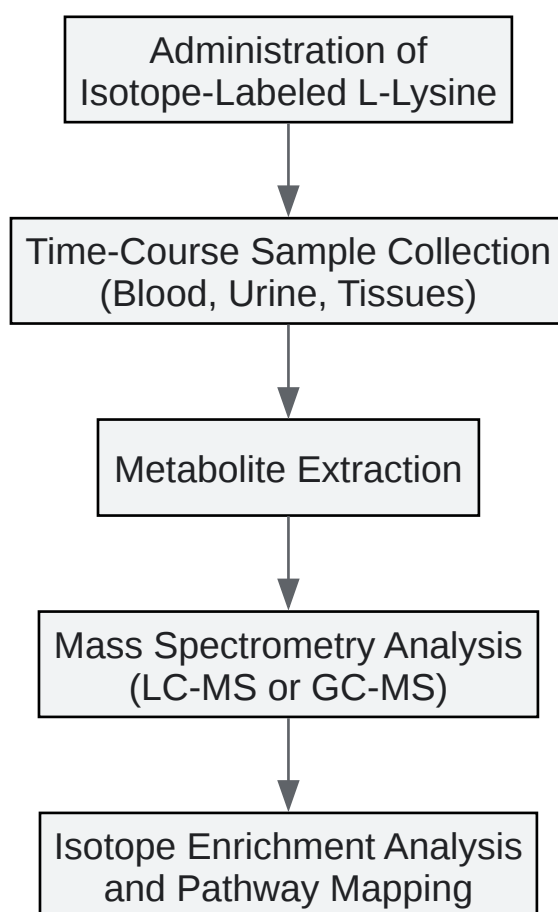 Administration of
Isotope-Labeled L-Lysine
Time-Course Sample Collection
(Blood, Urine, Tissues)
Metabolite Extraction
Mass Spectrometry Analysis
(LC-MS or GC-MS)
Isotope Enrichment Analysis
and Pathway Mapping